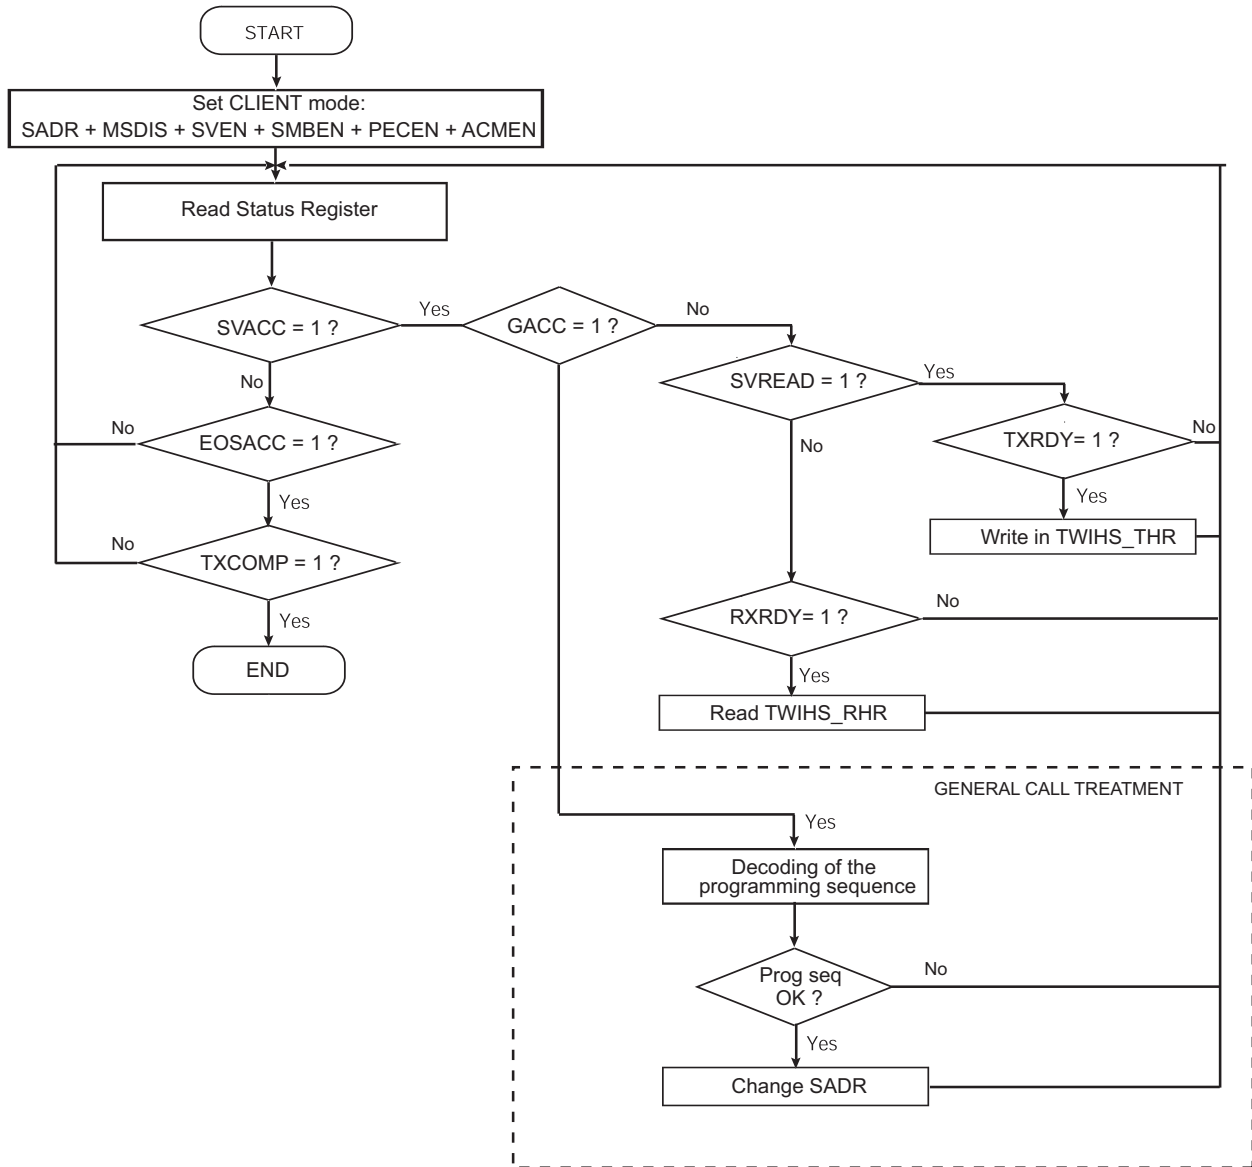 START
Set CLIENT mode:
SADR + MSDIS + SVEN + SMBEN + PECEN + ACMEN
Read Status Register
SVACC = 1 ?
Yes
GACC = 1 ?
No
SVREAD = 1 ?
Yes
No
EOSACC = 1 ?
No
No
TXRDY= 1 ?
No
Yes
Yes
Write in TWIHS_THR
TXCOMP = 1 ?
No
Yes
END
RXRDY= 1 ?
No
Yes
Read TWIHS_RHR
GENERAL CALL TREATMENT
Yes
Decoding of the
programming sequence
Prog seq
OK ?
No
Yes
Change SADR